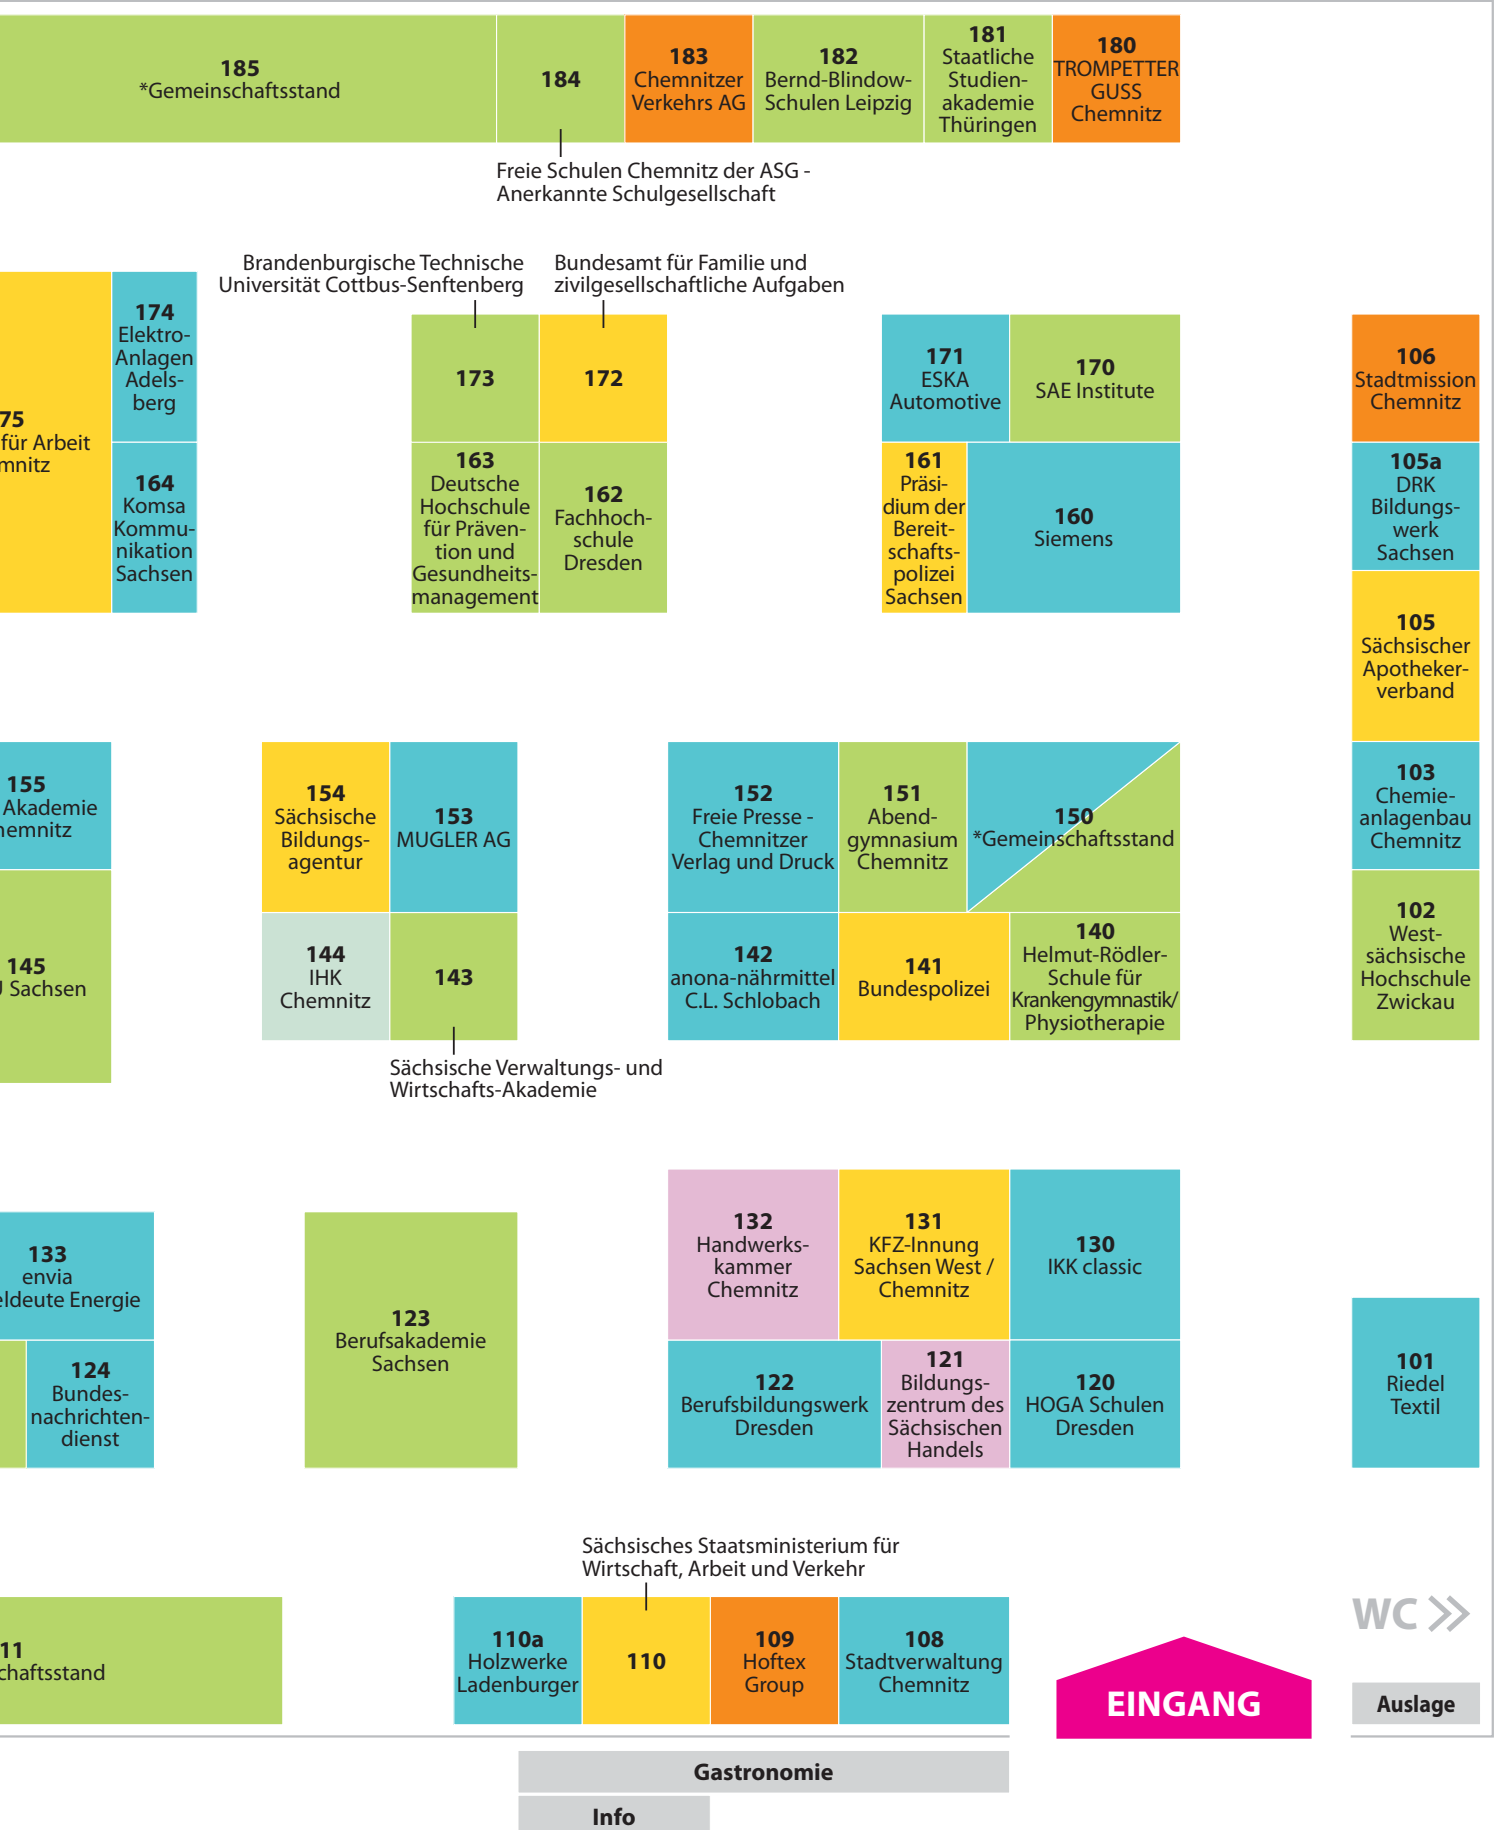 185
*Gemeinschaftsstand
184
183
Chemnitzer
Verkehrs AG
182
Bernd-Blindow-
Schulen Leipzig
181
Staatliche
Studien-
akademie
Thüringen
180
TROMPETTER
GUSS
Chemnitz
Freie Schulen Chemnitz der ASG -
Anerkannte Schulgesellschaft
Brandenburgische Technische
Universität Cottbus-Senftenberg
Bundesamt für Familie und
zivilgesellschaftliche Aufgaben
75
für Arbeit
mnitz
174
Elektro-
Anlagen
Adels-
berg
164
Komsa
Kommu-
nikation
Sachsen
173
172
163
Deutsche
Hochschule
für Präven-
tion und
Gesundheits-
management
162
Fachhoch-
schule
Dresden
171
ESKA
Automotive
170
SAE Institute
161
Präsi-
dium der
Bereit-
schafts-
polizei
Sachsen
160
Siemens
106
Stadtmission
Chemnitz
105a
DRK
Bildungs-
werk
Sachsen
105
Sächsischer
Apotheker-
verband
103
Chemie-
anlagenbau
Chemnitz
102
West-
sächsische
Hochschule
Zwickau
155
Akademie
hemnitz
145
Sachsen
154
Sächsische
Bildungs-
agentur
153
MUGLER AG
144
IHK
Chemnitz
143
Sächsische Verwaltungs- und
Wirtschafts-Akademie
152
Freie Presse -
Chemnitzer
Verlag und Druck
151
Abend-
gymnasium
Chemnitz
150
*Gemeinschaftsstand
142
anona-nährmittel
C.L. Schlobach
141
Bundespolizei
140
Helmut-Rödler-
Schule für
Krankengymnastik/
Physiotherapie
133
envia
eldeute Energie
124
Bundes-
nachrichten-
dienst
123
Berufsakademie
Sachsen
132
Handwerks-
kammer
Chemnitz
131
KFZ-Innung
Sachsen West /
Chemnitz
130
IKK classic
122
Berufsbildungswerk
Dresden
121
Bildungs-
zentrum des
Sächsischen
Handels
120
HOGA Schulen
Dresden
101
Riedel
Textil
Sächsisches Staatsministerium für
Wirtschaft, Arbeit und Verkehr
11
chaftsstand
110a
Holzwerke
Ladenburger
110
109
Hoftex
Group
108
Stadtverwaltung
Chemnitz
EINGANG
WC
Auslage
Gastronomie
Info